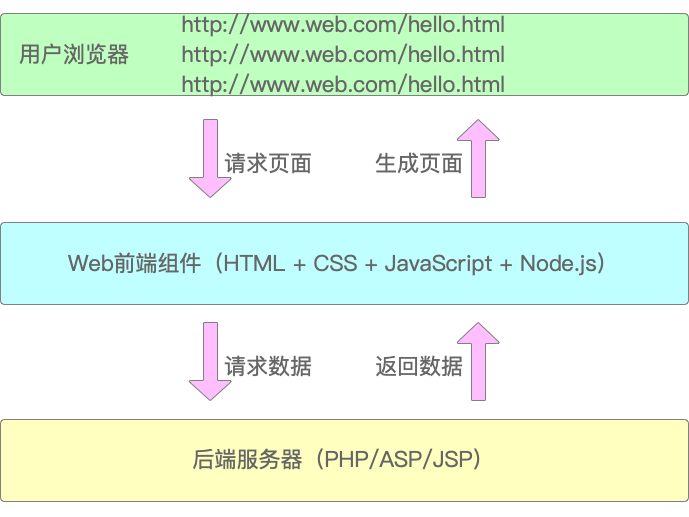 http://www.web.com/hello.html
用户浏览器
http://www.web.com/hello.html
http://www.web.com/hello.html
请求页面
生成页面
Web前端组件（HTML + CSS + JavaScript + Node.js）
请求数据
返回数据
后端服务器（PHP/ASP/JSP）